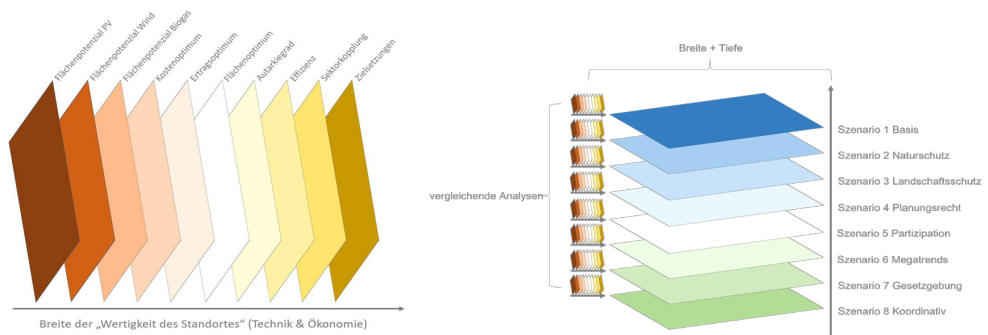 Flächenpotenzial PV
Flächenpotenzial Wind
Flächenpotenzial Biogas
Kostenoptimum
Ertragsoptimum
Flächenoptimum
Autarkiegrad
Effizienz
Sektorkopplung
Zielsetzungen
Breite der „Wertigkeit des Standortes“ (Technik & Ökonomie)
Breite + Tiefe
vergleichende Analysen
Szenario 1 Basis
Szenario 2 Naturschutz
Szenario 3 Landschaftsschutz
Szenario 4 Planungsrecht
Szenario 5 Partizipation
Szenario 6 Megatrends
Szenario 7 Gesetzgebung
Szenario 8 Koordinativ